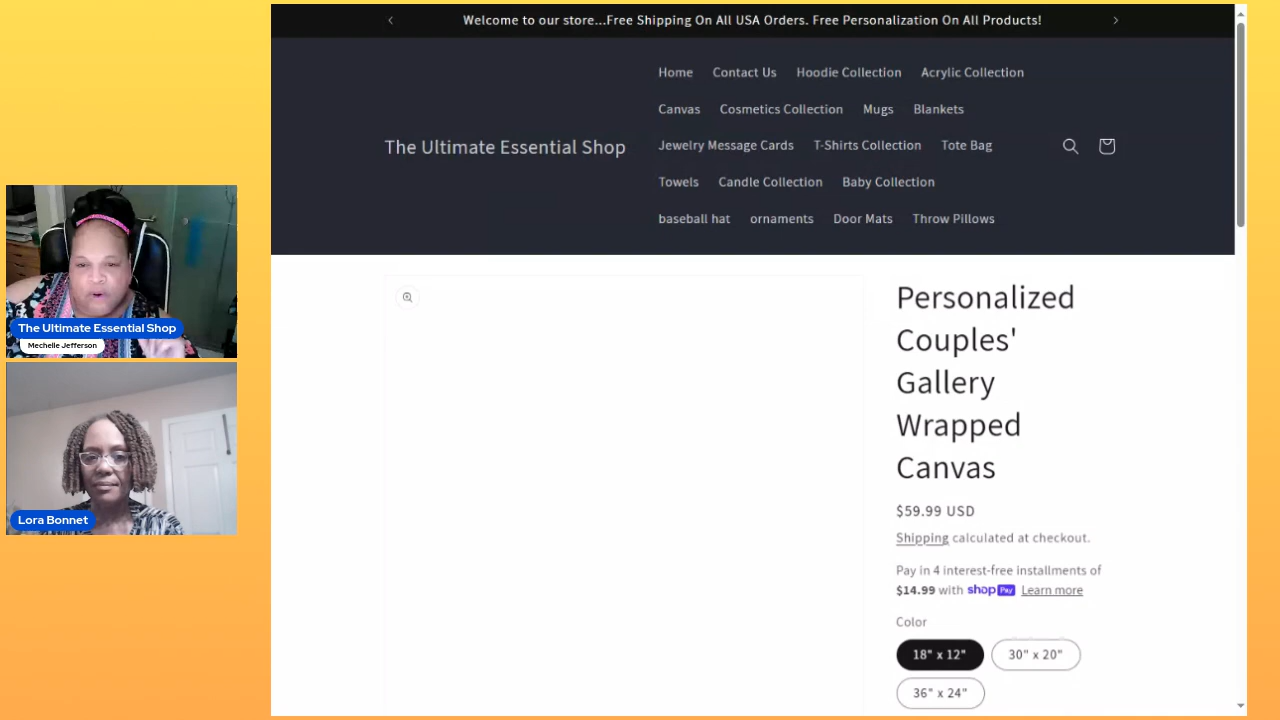 Welcome to our store...Free Shipping On All USA Orders. Free Personalization On All Products!
Home Contact Us Hoodie Collection Acrylic Collection
Canvas Cosmetics Collection Mugs Blankets
The Ultimate Essential Shop
Jewelry Message Cards T-Shirts Collection Tote Bag
Towels Candle Collection Baby Collection
baseball hat ornaments Door Mats Throw Pillows
Personalized
Couples'
Gallery
Wrapped
Canvas
$59.99 USD
Shipping calculated at checkout.
Pay in 4 interest-free installments of
$14.99 with shop Pay Learn more
Color
18" x 12" 30" x 20"
36" x 24"
The Ultimate Essential Shop
Mechelle Jefferson
Lora Bonnet